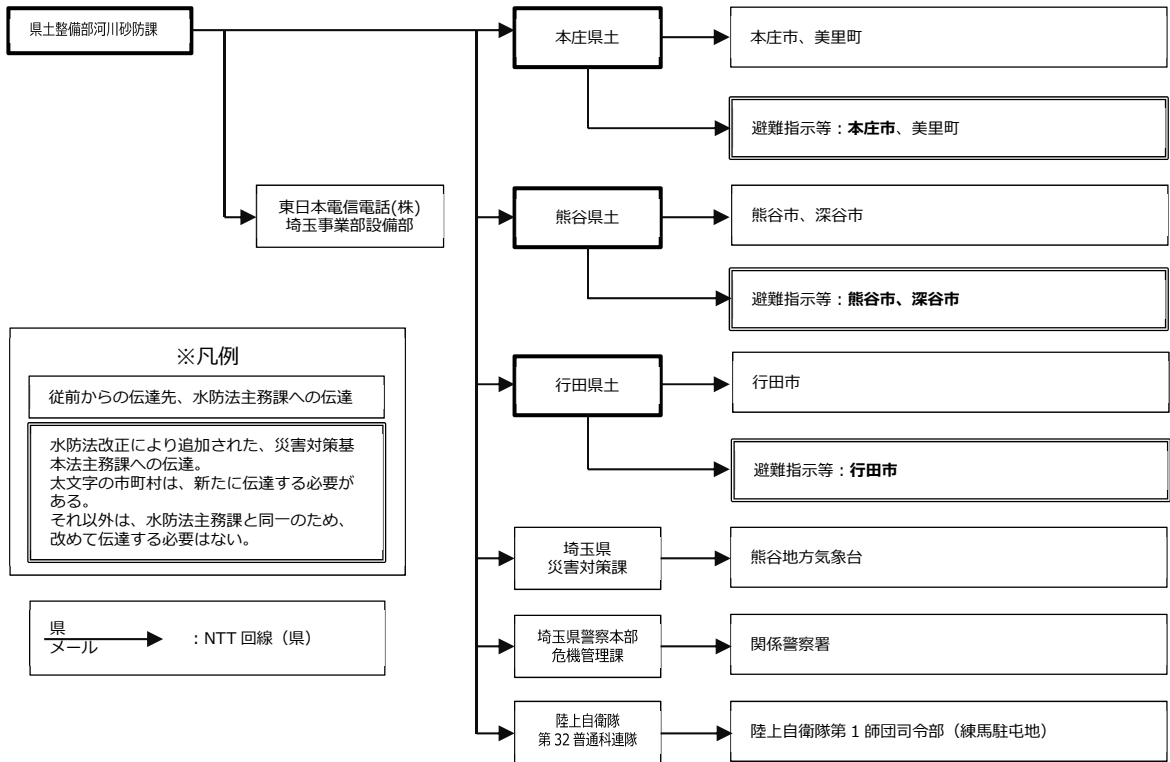 県土整備部河川砂防課
本庄県土
本庄市、美里町
避難指示等：本庄市、美里町
東日本電信電話(株)
埼玉事業部設備部
熊谷県土
熊谷市、深谷市
避難指示等：熊谷市、深谷市
※凡例
従前からの伝達先、水防法主務課への伝達
水防法改正により追加された、災害対策基
本法主務課への伝達。
太文字の市町村は、新たに伝達する必要が
ある。
それ以外は、水防法主務課と同一のため、
改めて伝達する必要はない。
行田県土
行田市
避難指示等：行田市
埼玉県
災害対策課
熊谷地方気象台
県
メール
：NTT 回線（県）
埼玉県警察本部
危機管理課
関係警察署
陸上自衛隊
第 32 普通科連隊
陸上自衛隊第 1 師団司令部（練馬駐屯地）